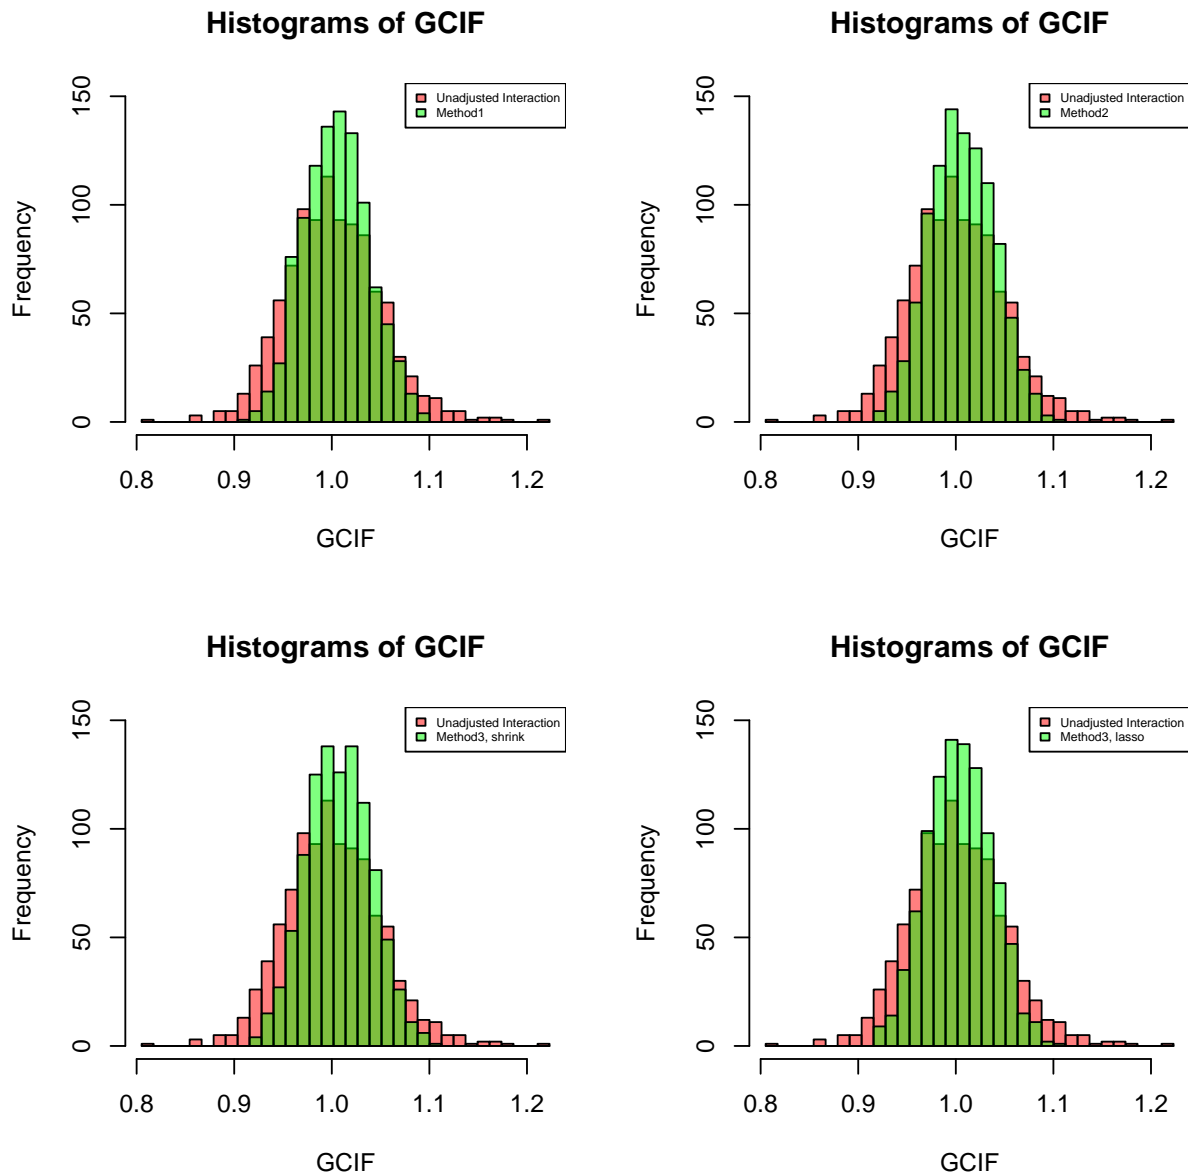 Histograms of GCIF
Unadjusted Interaction
Method1
Frequency
150
100
50
0
0.8 0.9 1.0 1.1 1.2
GCIF
Histograms of GCIF
Unadjusted Interaction
Method2
Frequency
150
100
50
0
0.8 0.9 1.0 1.1 1.2
GCIF
Histograms of GCIF
Unadjusted Interaction
Method3, shrink
Frequency
150
100
50
0
0.8 0.9 1.0 1.1 1.2
GCIF
Histograms of GCIF
Unadjusted Interaction
Method3, lasso
Frequency
150
100
50
0
0.8 0.9 1.0 1.1 1.2
GCIF